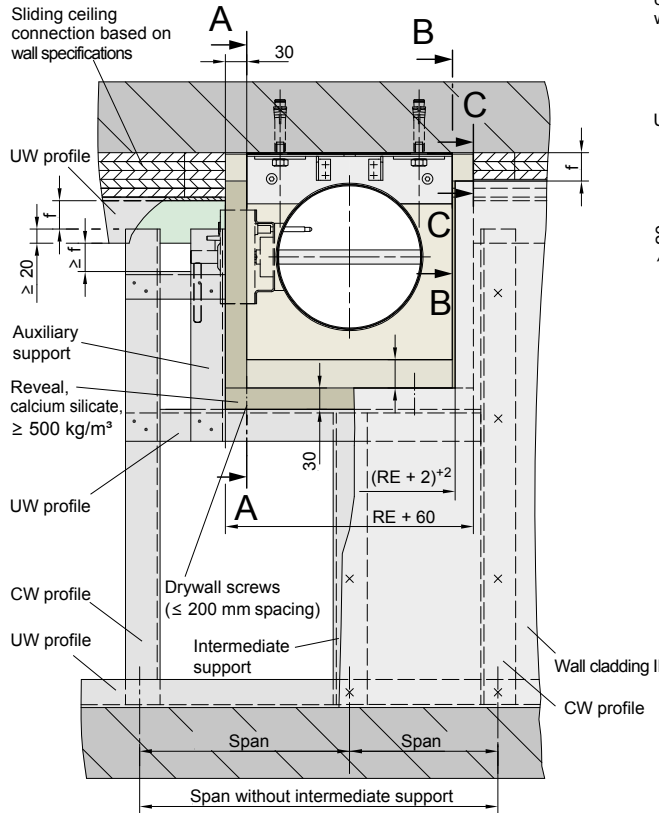 Sliding ceiling
connection based on
wall specifications
A
30
B
C
UW profile
f
f
≥ 20
≥ f
C
B
Auxiliary
support
Reveal,
calcium silicate,
≥ 500 kg/m³
30
(RE + 2)⁺²
UW profile
A
RE + 60
Drywall screws
(≤ 200 mm spacing)
CW profile
UW profile
Intermediate
support
Wall cladding
CW profile
Span
Span
Span without intermediate support